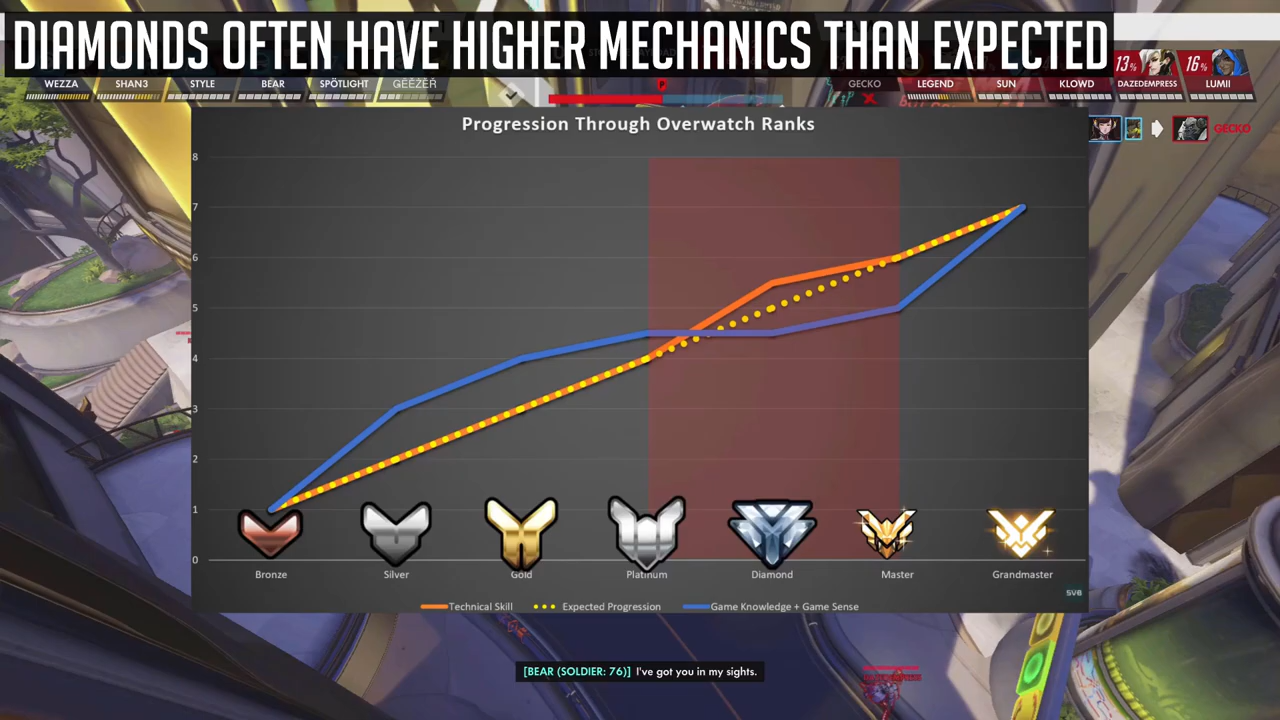 DIAMONDS OFTEN HAVE HIGHER MECHANICS THAN EXPECTED
13% 16%
WEZZA SHAN3 STYLE BEAR SPÖTLIGHT GEËZËR GECKO LEGEND SUN KLOWD DAZEDEMPRESS LUMII
GECKO
Progression Through Overwatch Ranks
8
7
6
5
4
3
2
1
0
Bronze Silver Gold Platinum Diamond Master Grandmaster
SVB
Technical Skill Expected Progression Game Knowledge + Game Sense
[BEAR (SOLDIER: 76)] I've got you in my sights.